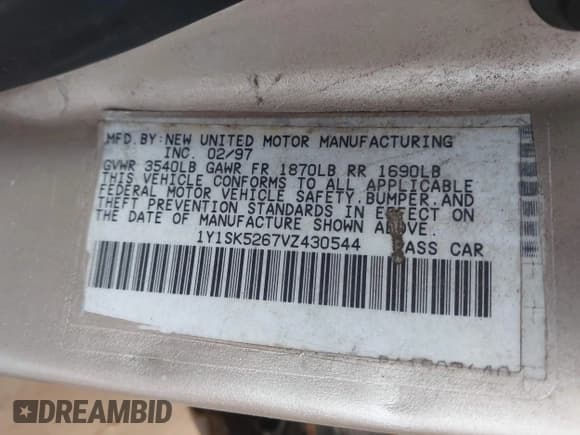 MFD.BY:NEW UNITED MOTOR MANUFACTURING
INC. 02/97
GVWR 3540LB GAWR FR 1870LB RR 1690LB
THIS VEHICLE CONFORMS TO ALL APPLICABLE
FEDERAL MOTOR VEHICLE SAFETY,BUMPER,AND
THEFT PREVENTION STANDARDS IN EFFECT ON
THE DATE OF MANUFACTURE SHOWN ABOVE.
1Y1SK5267VZ430544 PASS CAR
DREAMBID